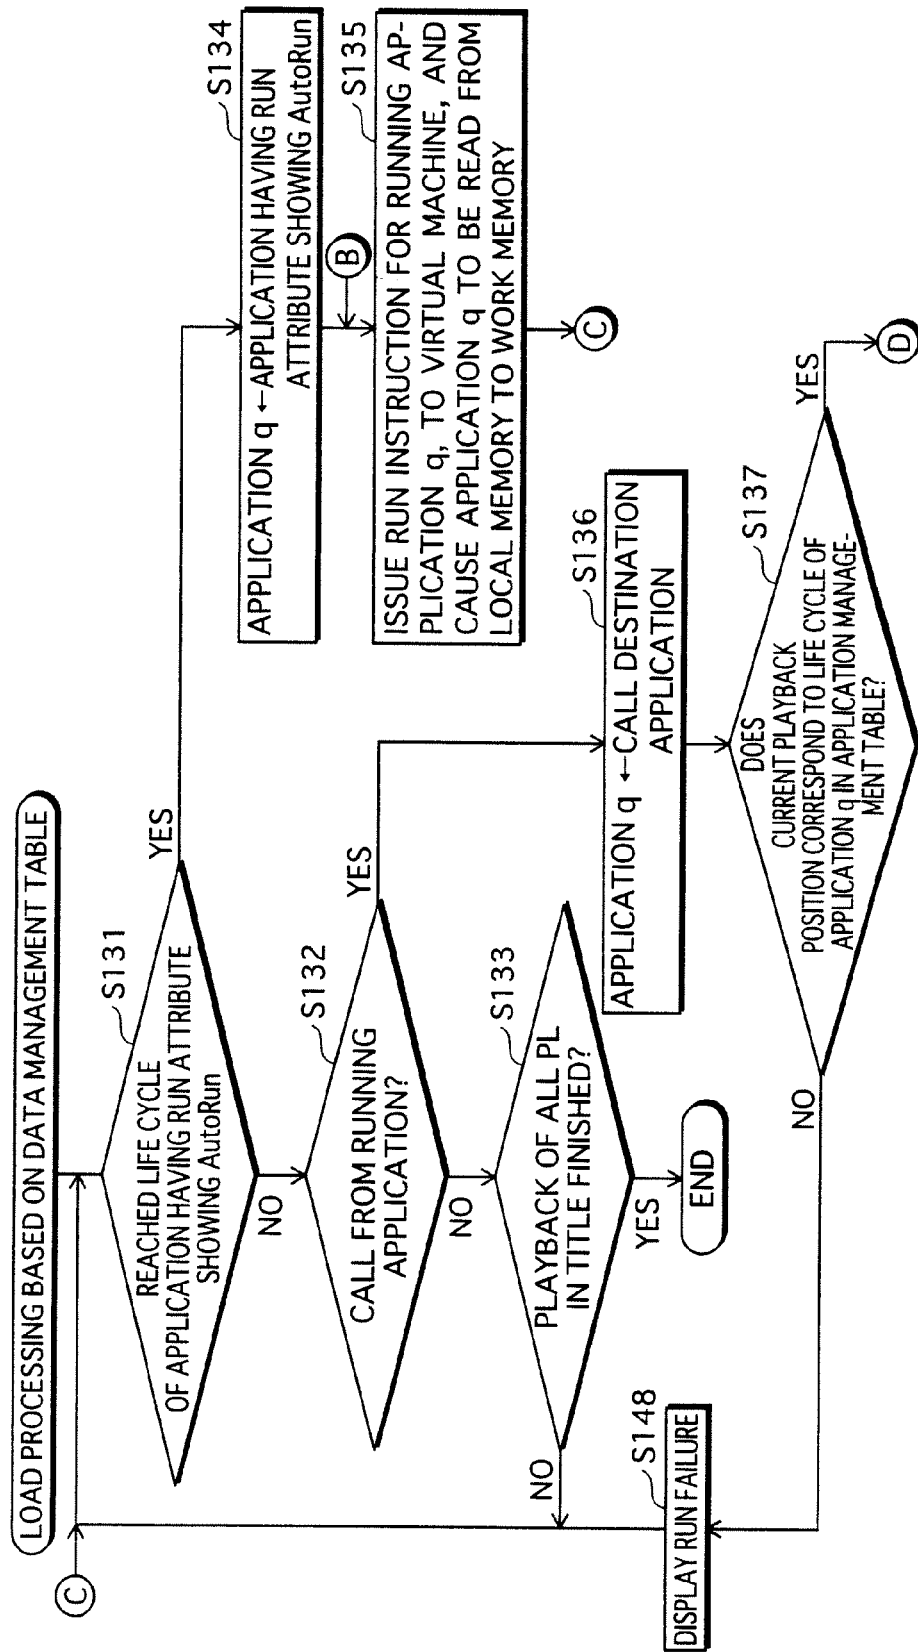 LOAD PROCESSING BASED ON DATA MANAGEMENT TABLE
C
S131
REACHED LIFE CYCLE
OF APPLICATION HAVING RUN ATTRIBUTE
SHOWING AutoRun
YES
NO
S134
APPLICATION q ←APPLICATION HAVING RUN
ATTRIBUTE SHOWING AutoRun
B
S135
ISSUE RUN INSTRUCTION FOR RUNNING AP-
PLICATION q, TO VIRTUAL MACHINE, AND
CAUSE APPLICATION q TO BE READ FROM
LOCAL MEMORY TO WORK MEMORY
C
S132
CALL FROM RUNNING
APPLICATION?
YES
NO
S133
PLAYBACK OF ALL PL
IN TITLE FINISHED?
NO
YES
END
S136
APPLICATION q ←CALL DESTINATION
APPLICATION
S137
DOES
CURRENT PLAYBACK
POSITION CORRESPOND TO LIFE CYCLE OF
APPLICATION q IN APPLICATION MANAGE-
MENT TABLE?
YES
D
NO
S148
DISPLAY RUN FAILURE